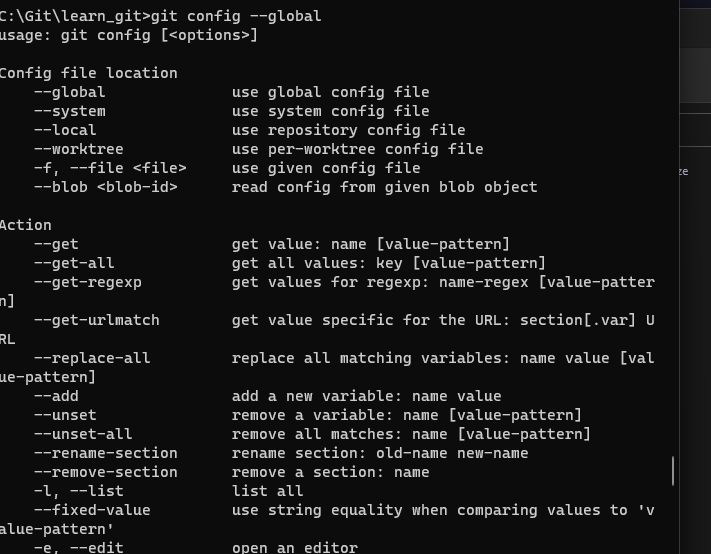 C:\Git\learn_git>git config --global
usage: git config [<options>]
Config file location
--global use global config file
--system use system config file
--local use repository config file
--worktree use per-worktree config file
-f, --file <file> use given config file
--blob <blob-id> read config from given blob object
ze
Action
--get get value: name [value-pattern]
--get-all get all values: key [value-pattern]
--get-regexp get values for regexp: name-regex [value-patter
n]
--get-urlmatch get value specific for the URL: section[.var] U
RL
--replace-all replace all matching variables: name value [val
ue-pattern]
--add add a new variable: name value
--unset remove a variable: name [value-pattern]
--unset-all remove all matches: name [value-pattern]
--rename-section rename section: old-name new-name
--remove-section remove a section: name
-l, --list list all
--fixed-value use string equality when comparing values to 'v
alue-pattern'
-e, --edit open an editor